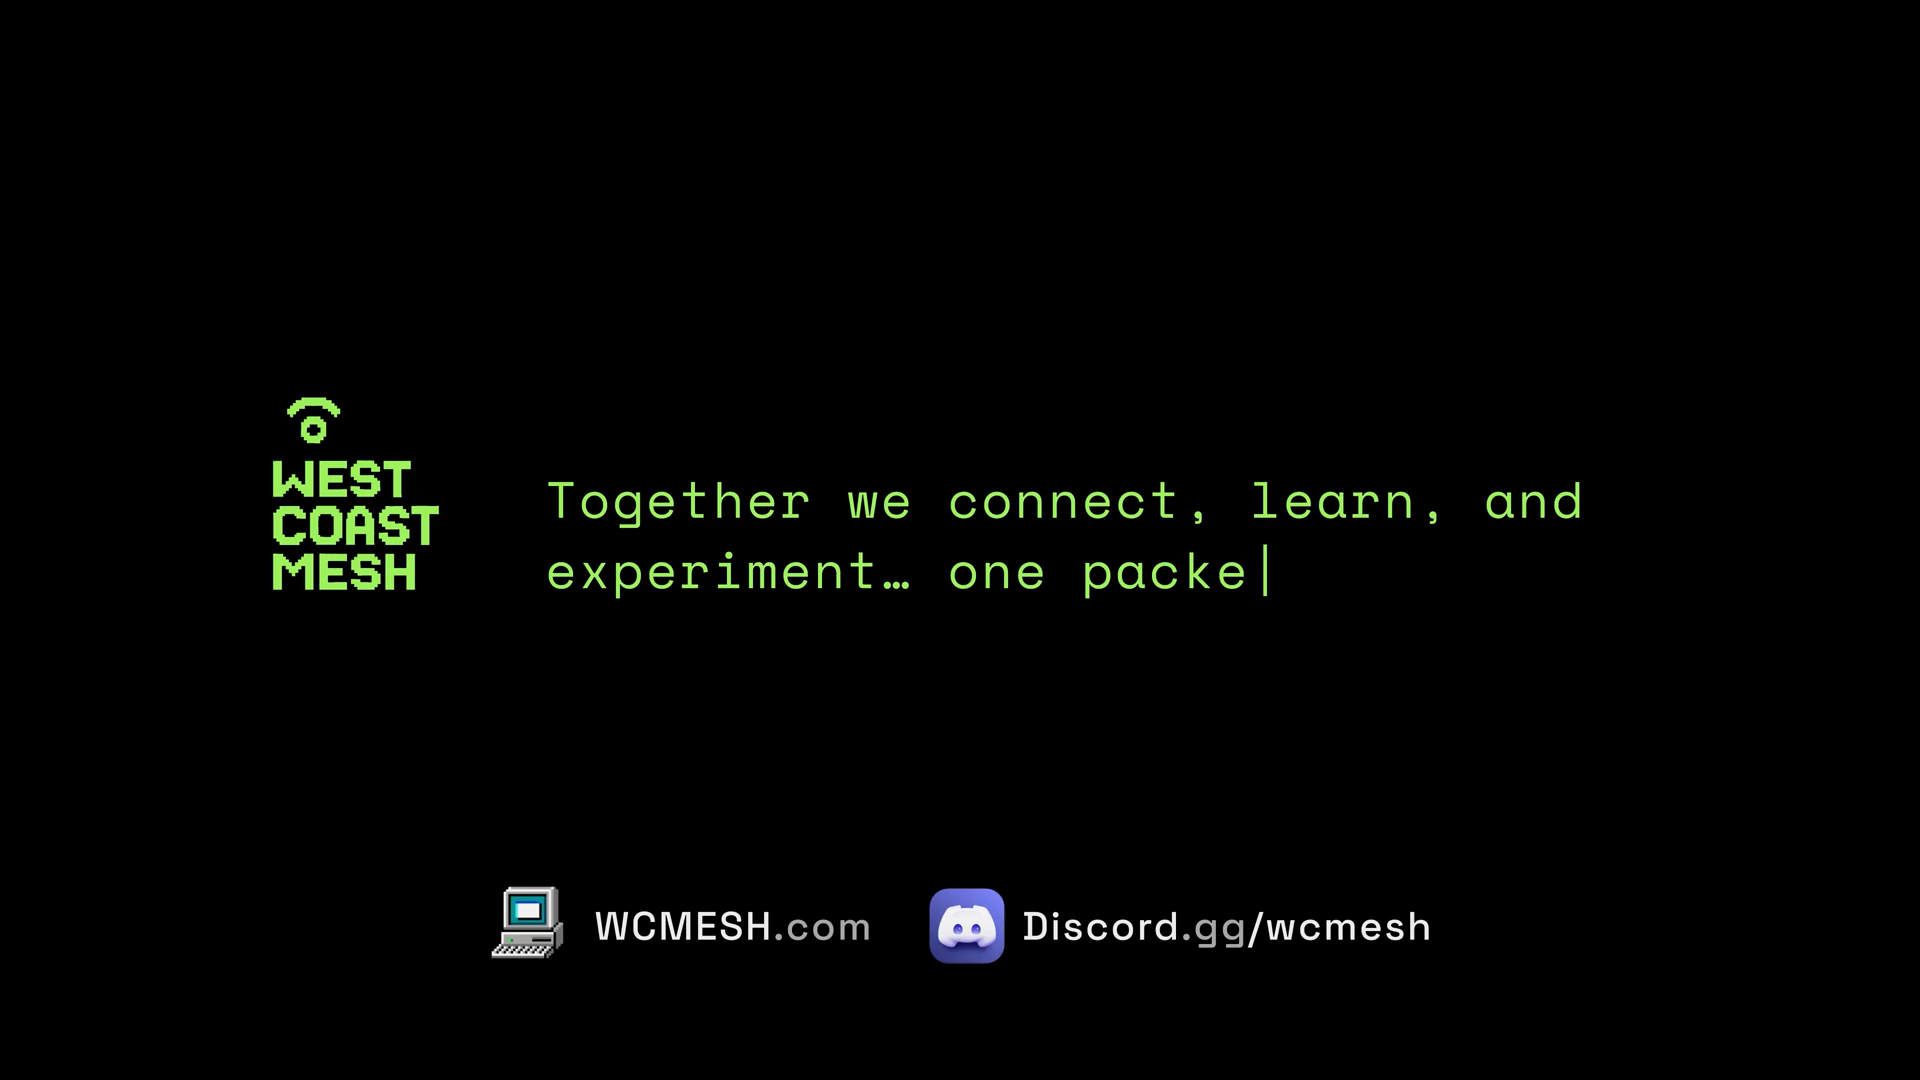 WEST
COAST
MESH
Together we connect, learn, and
experiment… one packe
WCMESH.com
Discord.gg/wcmesh